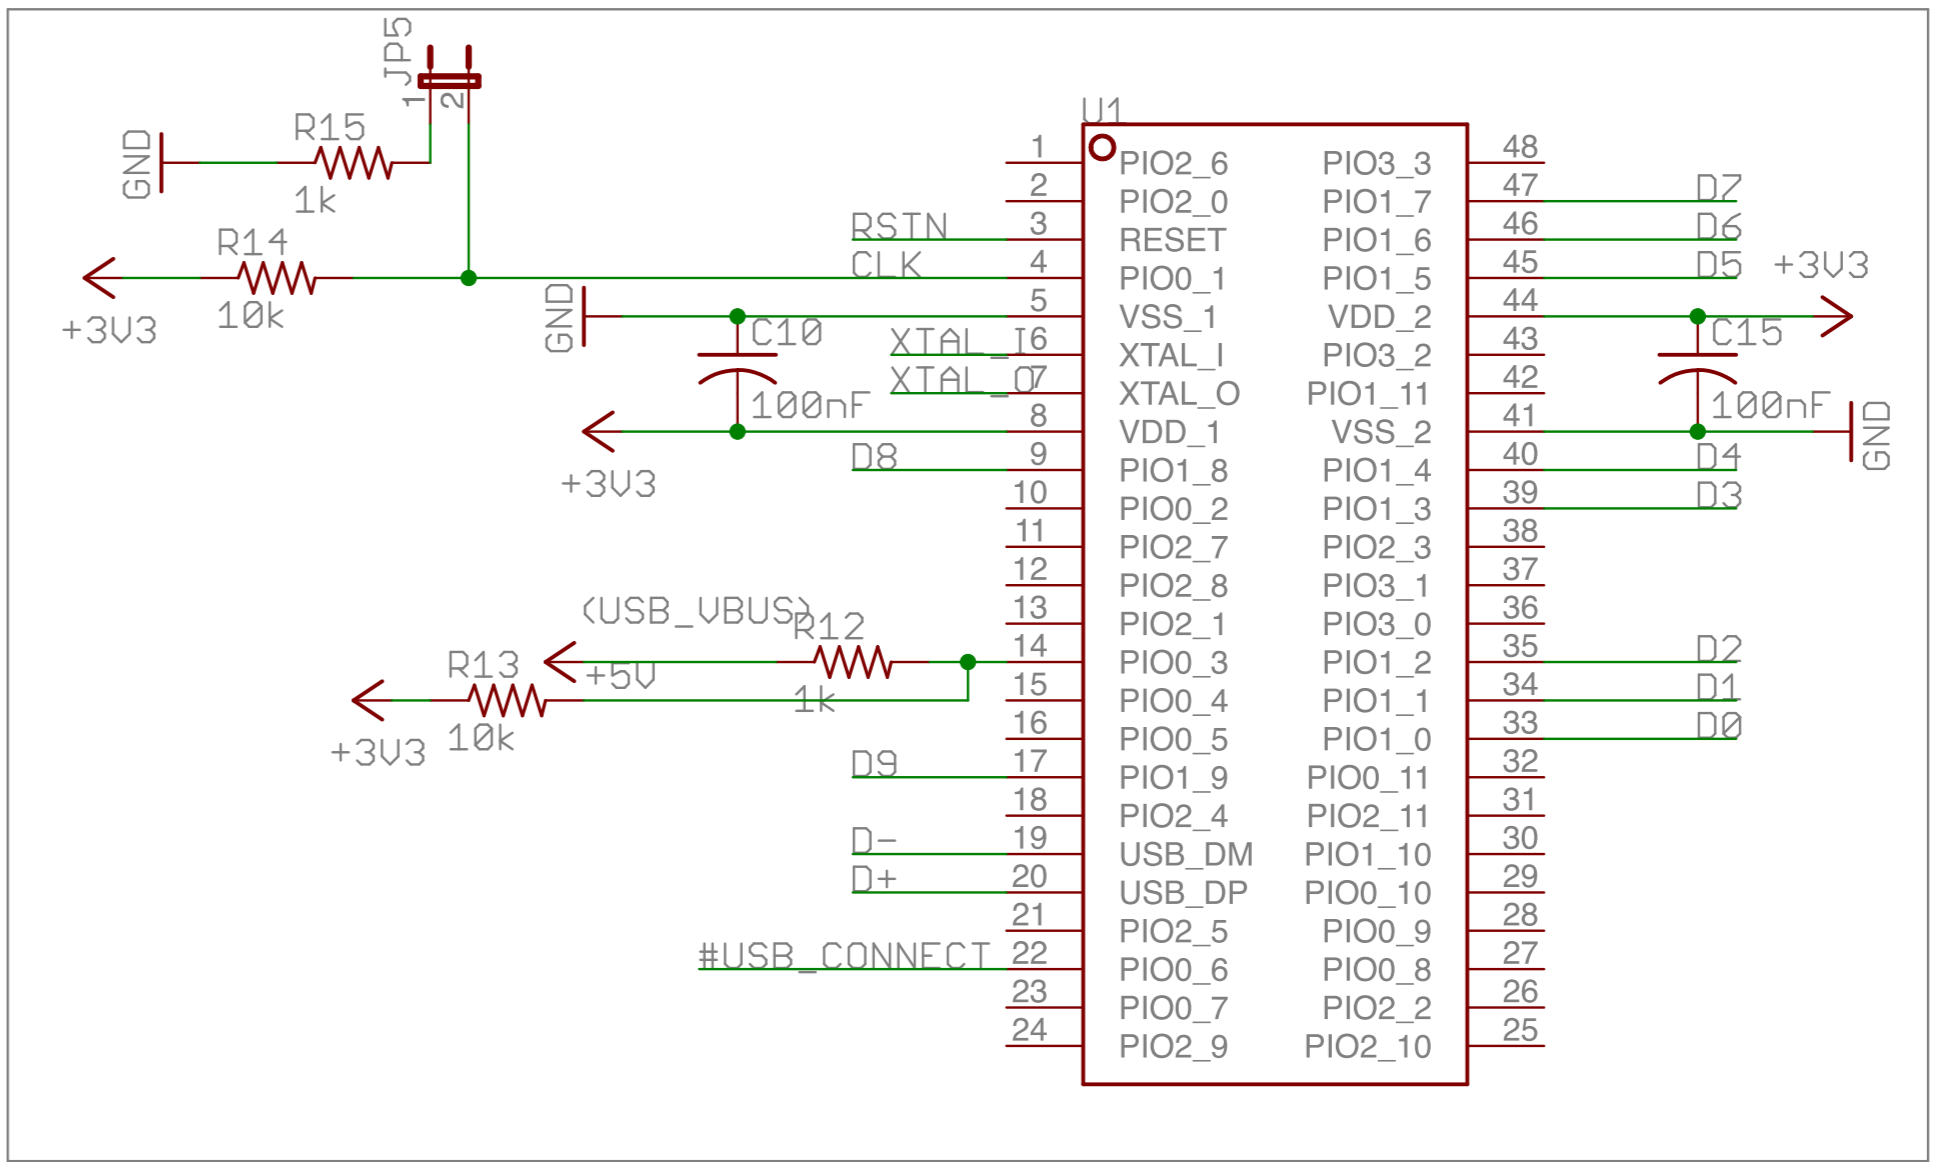 JP5
1
2
R15
GND
1k
R14
+3V3
10k
RSTN
CLK
GND
C10
100nF
XTAL_I
XTAL_O
+3V3
D8
(USB_VBUS)
R12
+5V
1k
R13
+3V3
10k
D9
D-
D+
#USB_CONNECT
U1
1 PIO2_6 PIO3_3 48
2 PIO2_0 PIO1_7 47
3 RESET PIO1_6 46
4 PIO0_1 PIO1_5 45
5 VSS_1 VDD_2 44
6 XTAL_I PIO3_2 43
7 XTAL_O PIO1_11 42
8 VDD_1 VSS_2 41
9 PIO1_8 PIO1_4 40
10 PIO0_2 PIO1_3 39
11 PIO2_7 PIO2_3 38
12 PIO2_8 PIO3_1 37
13 PIO2_1 PIO3_0 36
14 PIO0_3 PIO1_2 35
15 PIO0_4 PIO1_1 34
16 PIO0_5 PIO1_0 33
17 PIO1_9 PIO0_11 32
18 PIO2_4 PIO2_11 31
19 USB_DM PIO1_10 30
20 USB_DP PIO0_10 29
21 PIO2_5 PIO0_9 28
22 PIO0_6 PIO0_8 27
23 PIO0_7 PIO2_2 26
24 PIO2_9 PIO2_10 25
D7
D6
D5
+3V3
C15
100nF
GND
D4
D3
D2
D1
D0